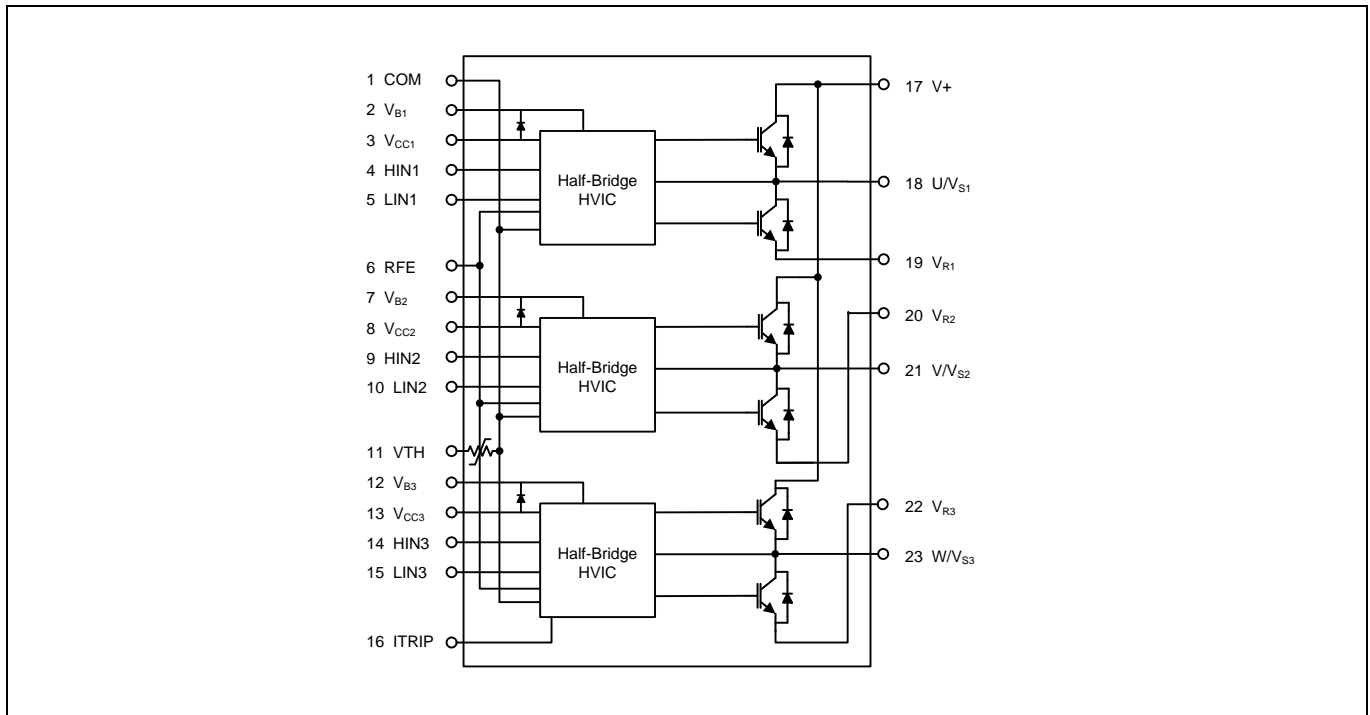 1 COM
2 VB1
3 VCC1
4 HIN1
5 LIN1
6 RFE
7 VB2
8 VCC2
9 HIN2
10 LIN2
11 VTH
12 VB3
13 VCC3
14 HIN3
15 LIN3
16 ITRIP
Half-Bridge
HVIC
Half-Bridge
HVIC
Half-Bridge
HVIC
17 V+
18 U/VS1
19 VR1
20 VR2
21 V/VS2
22 VR3
23 W/VS3